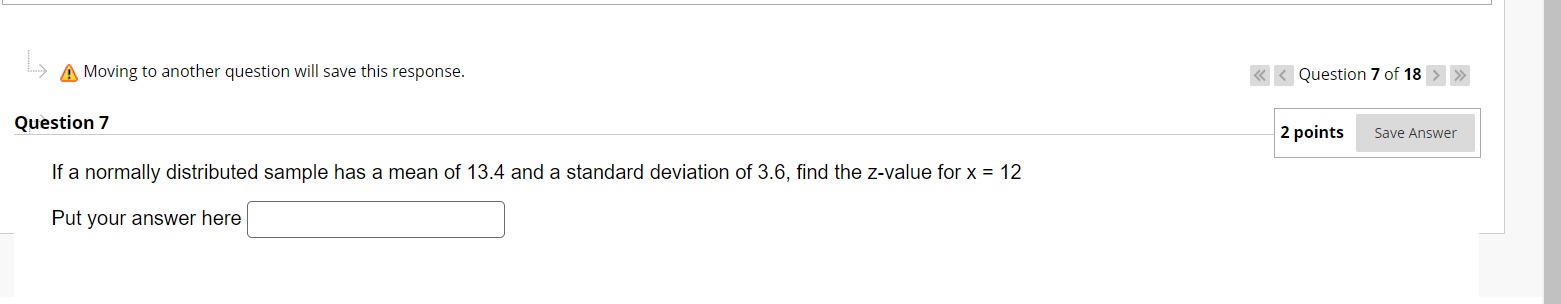 Moving to another question will save this response.
Question 7 of 18
Question 7
2 points
Save Answer
If a normally distributed sample has a mean of 13.4 and a standard deviation of 3.6, find the z-value for x = 12
Put your answer here